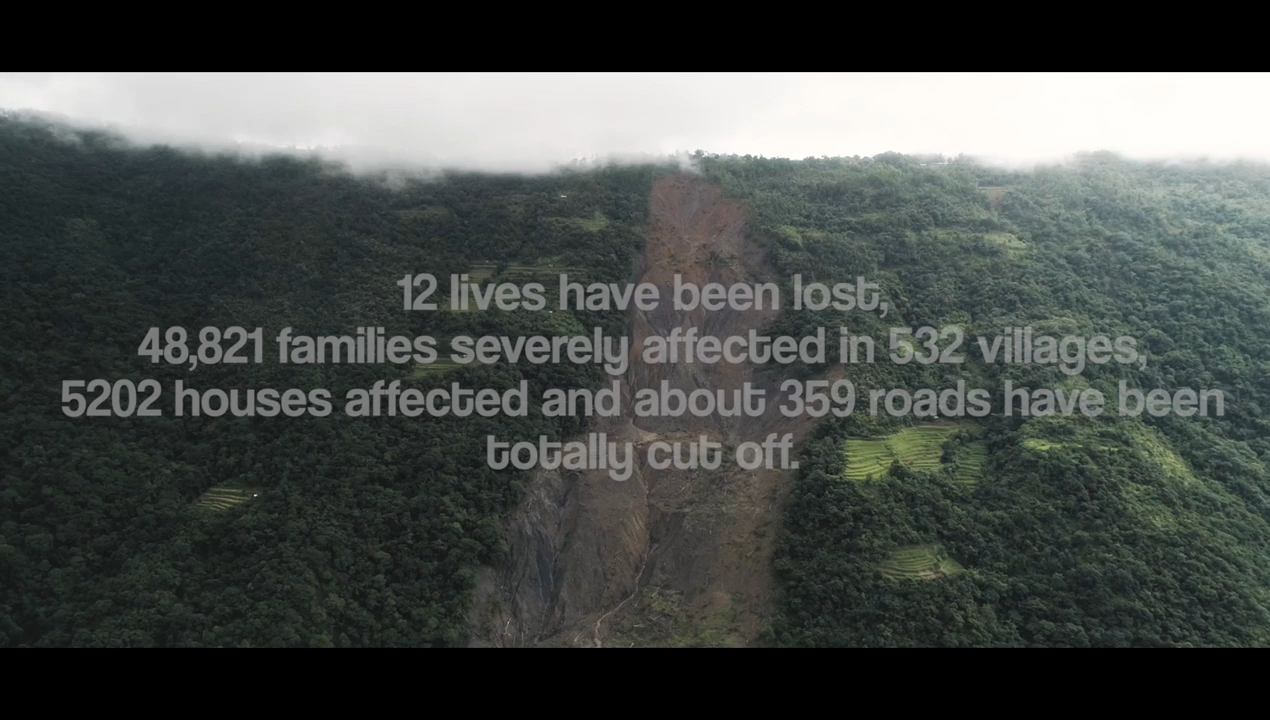 12 lives have been lost,
48,821 families severely affected in 532 villages,
5202 houses affected and about 359 roads have been
totally cut off.